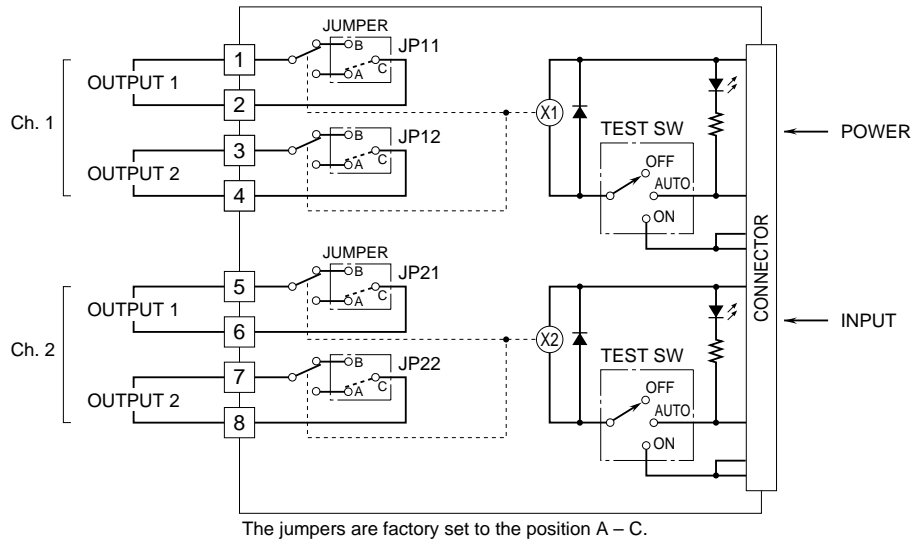 JUMPER
B
JP11
A
C
1
OUTPUT 1
2
Ch. 1
3
OUTPUT 2
4
B
JP12
A
C
X1
TEST SW
OFF
AUTO
ON
POWER
CONNECTOR
INPUT
JUMPER
B
JP21
A
C
5
OUTPUT 1
6
Ch. 2
7
OUTPUT 2
8
B
JP22
A
C
X2
TEST SW
OFF
AUTO
ON
The jumpers are factory set to the position A – C.